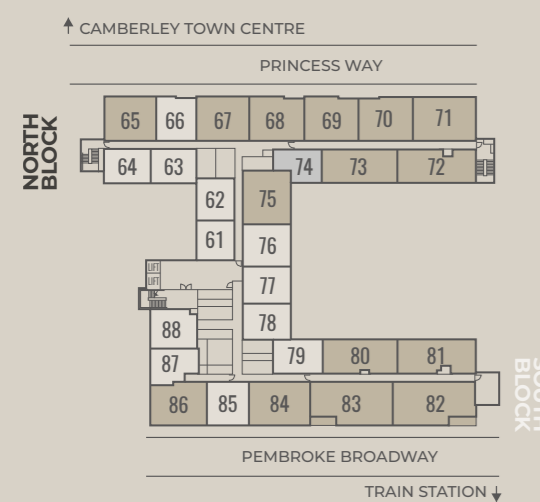 CAMBERLEY TOWN CENTRE
PRINCESS WAY
NORTH
BLOCK
65 66 67 68 69 70 71
64 63 74 73 72
62 75
61 76
LIFT
LIFT
77
88 78
87 79 80 81
86 85 84 83 82
SOUTH
BLOCK
PEMBROKE BROADWAY
TRAIN STATION